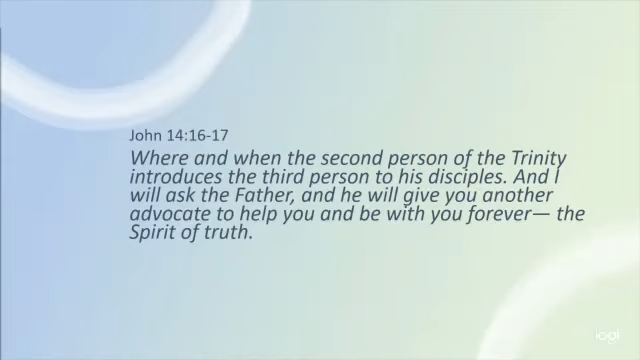 John 14:16-17
Where and when the second person of the Trinity
introduces the third person to his disciples. And I
will ask the Father, and he will give you another
advocate to help you and be with you forever— the
Spirit of truth.
logi